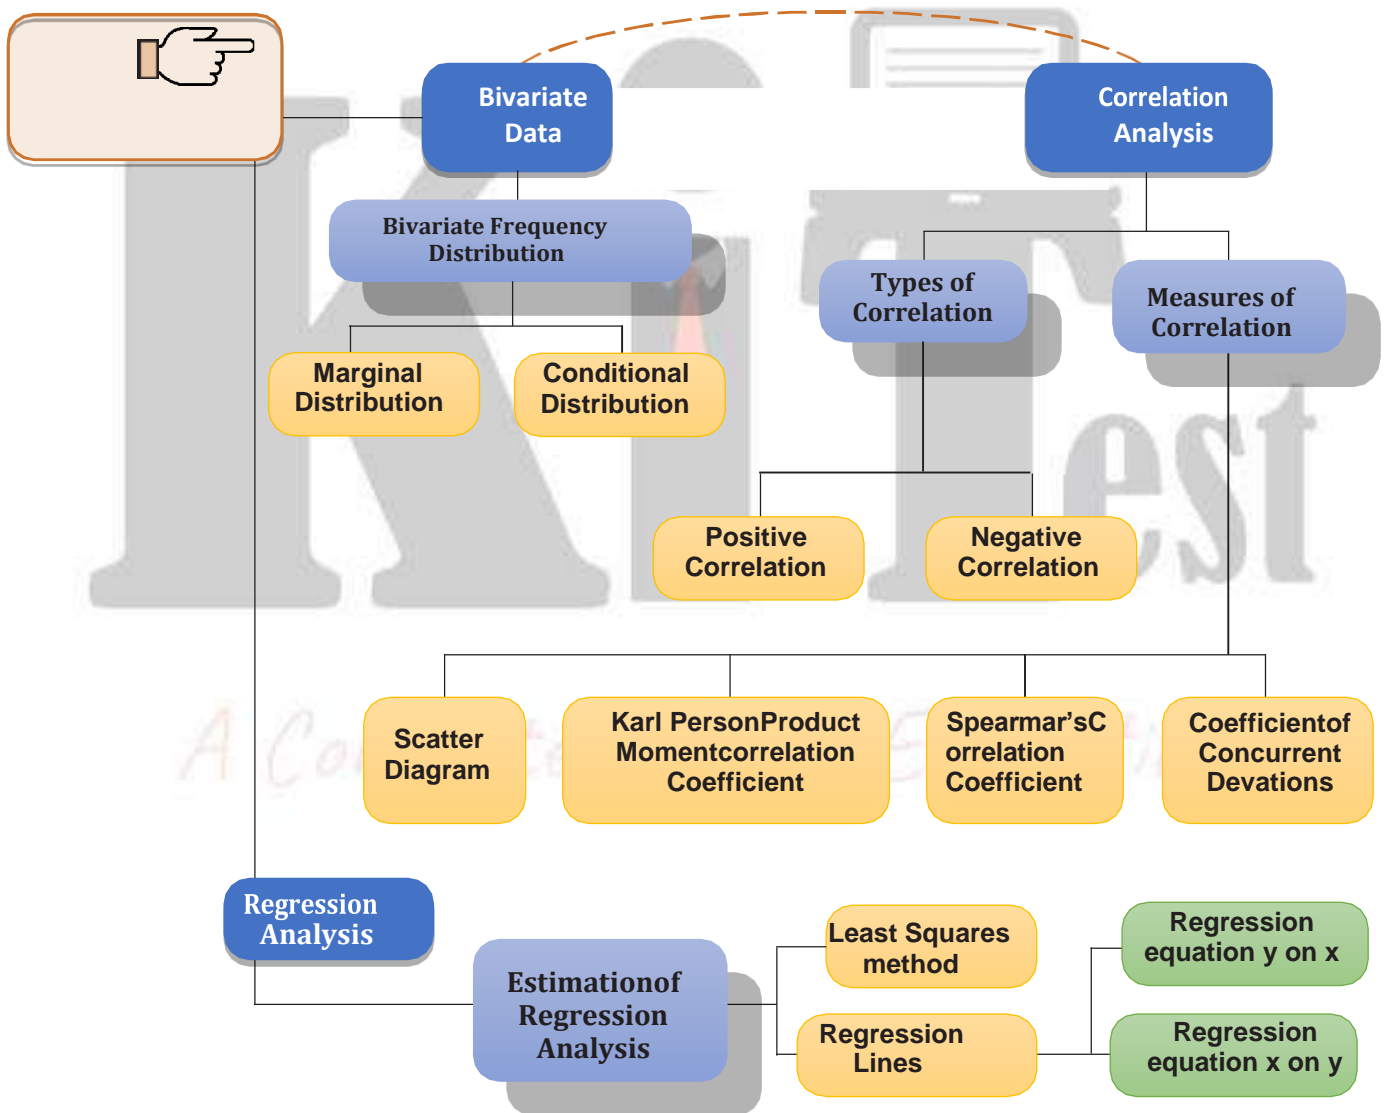 Bivariate
Data
Correlation
Analysis
Bivariate Frequency
Distribution
Types of
Correlation
Measures of
Correlation
Marginal
Distribution
Conditional
Distribution
Positive
Correlation
Negative
Correlation
Scatter
Diagram
Karl PersonProduct
Momentcorrelation
Coefficient
Spearmar'sC
orrelation
Coefficient
Coefficientof
Concurrent
Devations
Regression
Analysis
Estimationof
Regression
Analysis
Least Squares
method
Regression
Lines
Regression
equation y on x
Regression
equation x on y
KiTest
A Co